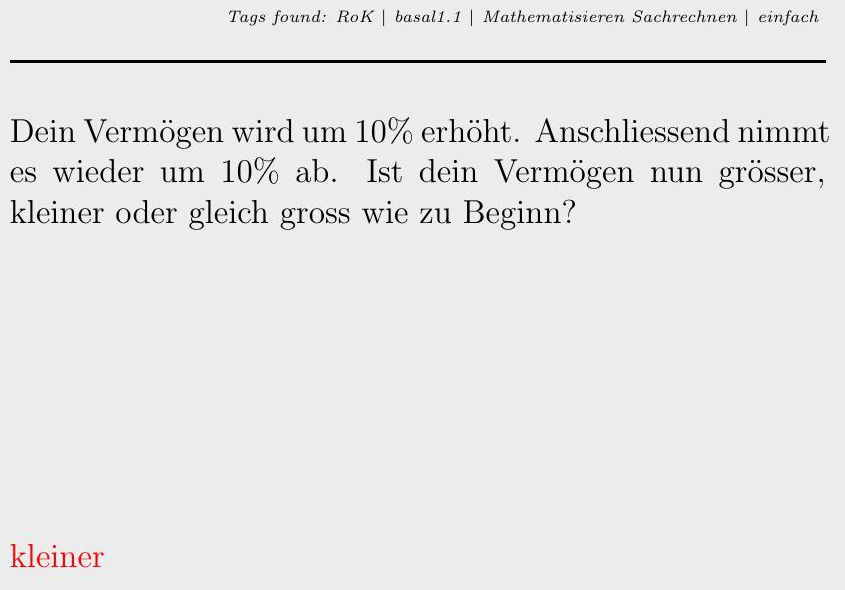 Tags found: RoK | basal1.1 | Mathematisieren Sachrechnen | einfach
Dein Vermögen wird um 10% erhöht. Anschliessend nimmt
es wieder um 10% ab. Ist dein Vermögen nun grösser,
kleiner oder gleich gross wie zu Beginn?
kleiner